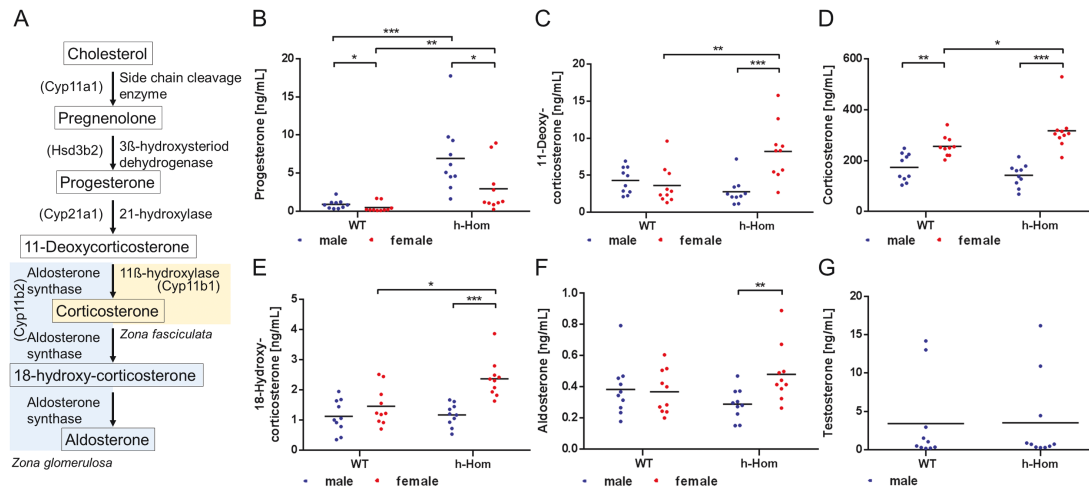 A
Cholesterol
(Cyp11a1)
Side chain cleavage
enzyme
Pregnenolone
(Hsd3b2)
3ß-hydroxysteriod
dehydrogenase
Progesterone
(Cyp21a1)
21-hydroxylase
11-Deoxycorticosterone
Aldosterone
synthase
11ß-hydroxylase
(Cyp11b1)
(Cyp11b2)
Corticosterone
Aldosterone
synthase
Zona fasciculata
18-hydroxy-corticosterone
Aldosterone
synthase
Aldosterone
Zona glomerulosa
B
***
**
*
*
Progesterone [ng/mL]
20
15
10
5
0
WT
h-Hom
male
female
C
**
***
11-Deoxy-
corticosterone [ng/mL]
20
15
10
5
0
WT
h-Hom
male
female
D
*
**
***
Corticosterone [ng/mL]
600
400
200
0
WT
h-Hom
male
female
E
*
***
18-Hydroxy-
corticosterone [ng/mL]
5
4
3
2
1
0
WT
h-Hom
male
female
F
**
Aldosterone [ng/mL]
1.0
0.8
0.6
0.4
0.2
0.0
WT
h-Hom
male
female
G
Testosterone [ng/mL]
20
15
10
5
0
WT
h-Hom
male